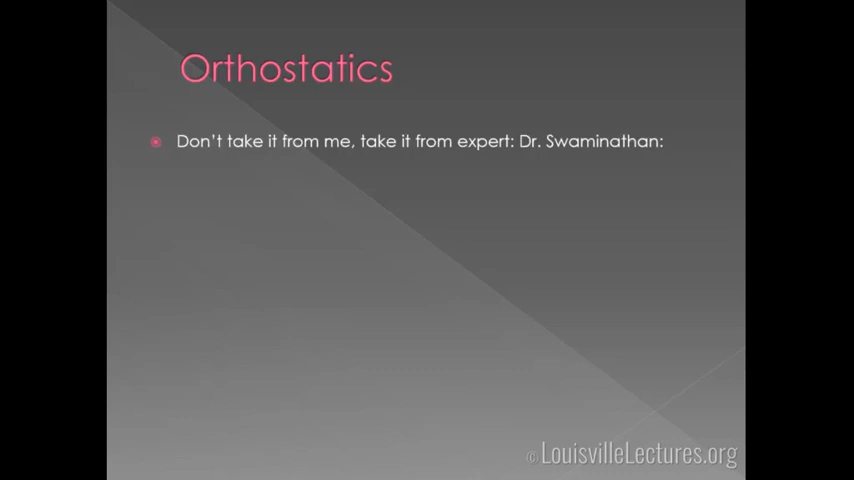 Orthostatics
Don't take it from me, take it from expert: Dr. Swaminathan:
© LouisvilleLectures.org